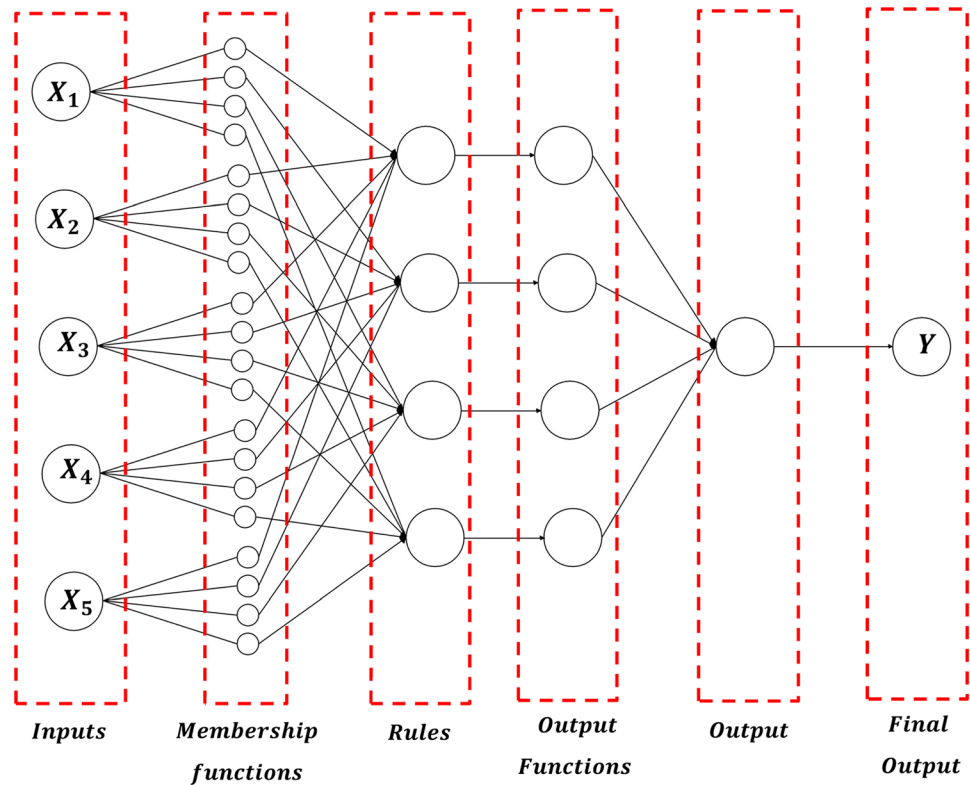 X1
X2
X3
X4
X5
Y
Inputs
Membership
functions
Rules
Output
Functions
Output
Final
Output